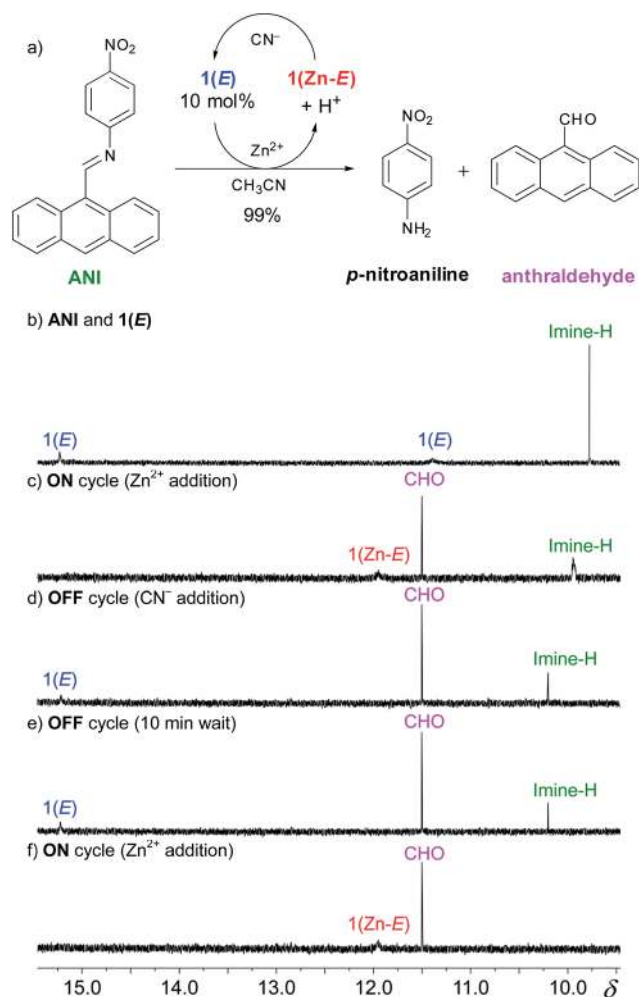 a)
NO₂
N
ANI
CN⁻
1(E)
10 mol%
1(Zn-E)
+ H⁺
Zn²⁺
CH₃CN
99%
NO₂
NH₂
p-nitroaniline
+
CHO
anthraldehyde
b) ANI and 1(E)
Imine-H
1(E)
1(E)
c) ON cycle (Zn²⁺ addition)
CHO
1(Zn-E)
Imine-H
d) OFF cycle (CN⁻ addition)
CHO
1(E)
Imine-H
e) OFF cycle (10 min wait)
CHO
1(E)
Imine-H
f) ON cycle (Zn²⁺ addition)
CHO
1(Zn-E)
15.0 14.0 13.0 12.0 11.0 10.0 δ